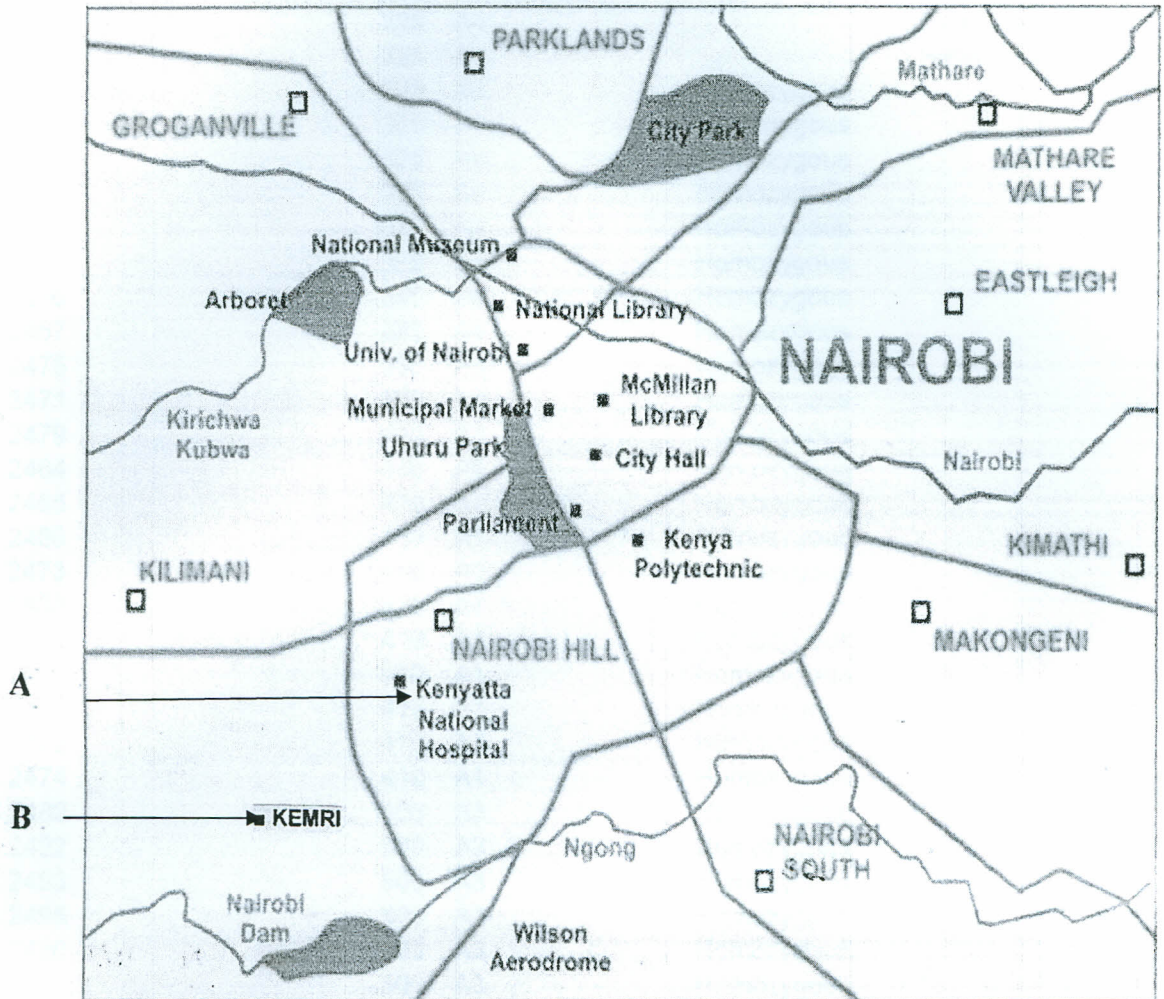 PARKLANDS
Mathare
GROGANVILLE
City Park
MATHARE
VALLEY
National Museum
EASTLEIGH
Arboret
National Library
NAIROBI
Univ. of Nairobi
McMillan
Library
Municipal Market
Kirichwa
Kubwa
Uhuru Park
City Hall
Nairobi
Parliament
Kenya
Polytechnic
KIMATHI
KILIMANI
MAKONGENI
NAIROBI HILL
A
Kenyatta
National
Hospital
B
KEMRI
Ngong
NAIROBI
SOUTH
Nairobi
Dam
Wilson
Aerodrome